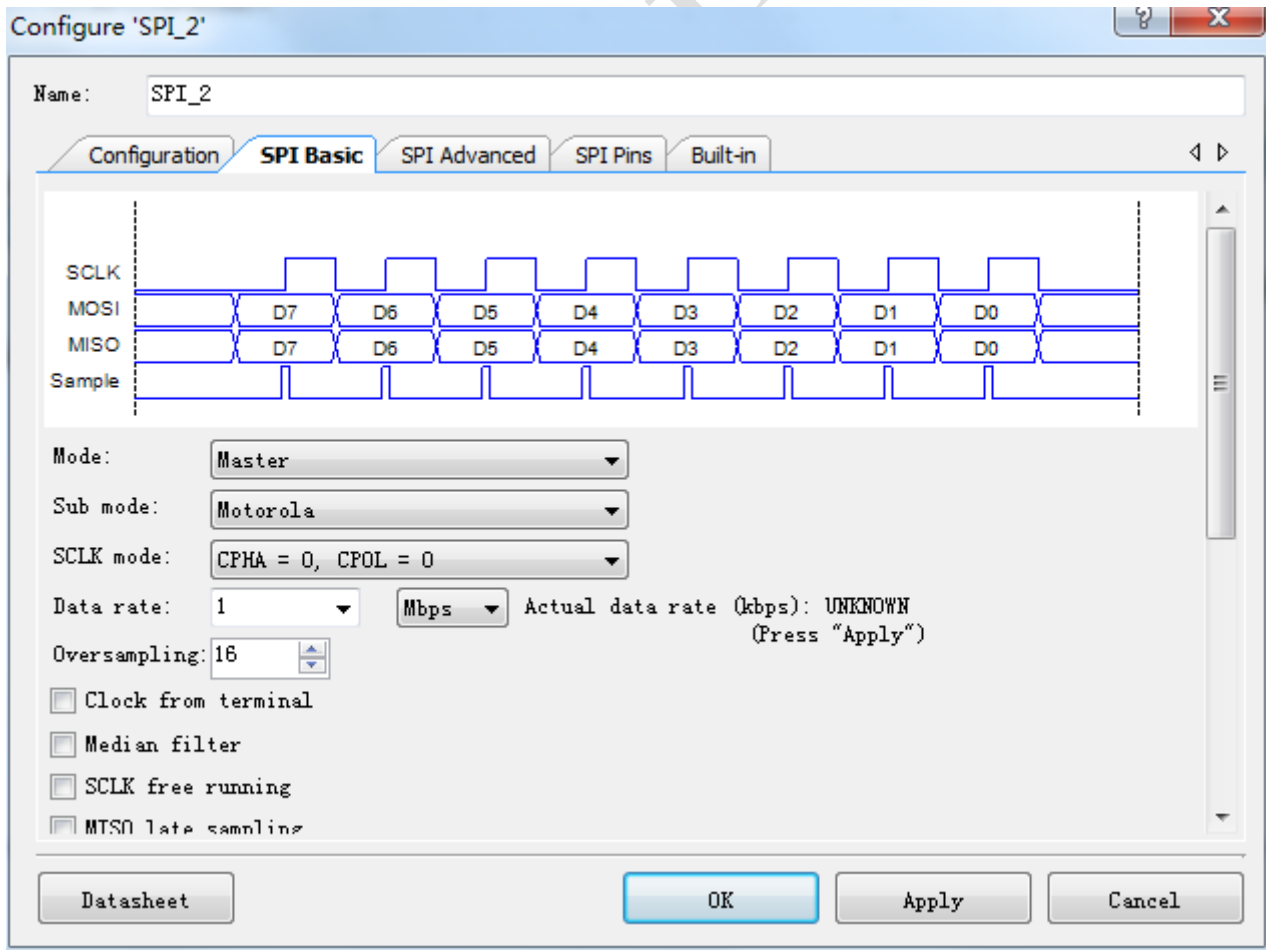 Configure 'SPI_2'
Name: SPI_2
Configuration SPI Basic SPI Advanced SPI Pins Built-in
SCLK
MOSI D7 D6 D5 D4 D3 D2 D1 D0
MISO D7 D6 D5 D4 D3 D2 D1 D0
Sample
Mode: Master
Sub mode: Motorola
SCLK mode: CPHA = 0, CPOL = 0
Data rate: 1 Mbps Actual data rate (kbps): UNKNOWN
(Press "Apply")
Oversampling: 16
Clock from terminal
Median filter
SCLK free running
MISO late sampling
Datasheet OK Apply Cancel